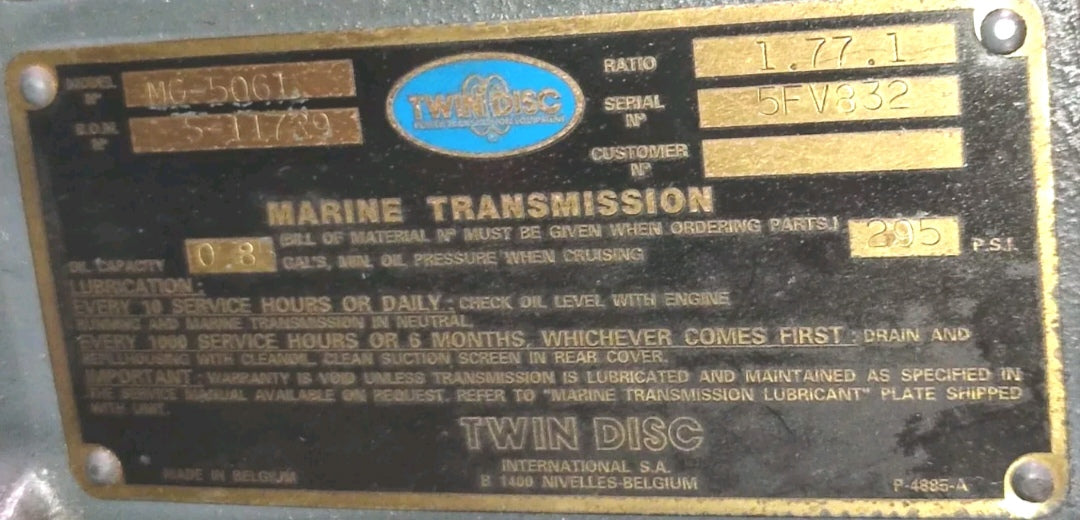 MODEL Nº MG-5061
B.O.M. Nº
TWIN DISC
RATIO 1.77.1
SERIAL Nº 5FV832
CUSTOMER Nº
MARINE TRANSMISSION
(BILL OF MATERIAL Nº MUST BE GIVEN WHEN ORDERING PARTS)
OIL CAPACITY 0.8 GAL'S, MIN. OIL PRESSURE WHEN CRUISING 295 P.S.I.
LUBRICATION :
EVERY 10 SERVICE HOURS OR DAILY : CHECK OIL LEVEL WITH ENGINE
RUNNING AND MARINE TRANSMISSION IN NEUTRAL.
EVERY 1000 SERVICE HOURS OR 6 MONTHS, WHICHEVER COMES FIRST DRAIN AND
REFILL HOUSING WITH CLEAN OIL, CLEAN SUCTION SCREEN IN REAR COVER.
IMPORTANT : WARRANTY IS VOID UNLESS TRANSMISSION IS LUBRICATED AND MAINTAINED AS SPECIFIED IN
THE SERVICE MANUAL AVAILABLE ON REQUEST. REFER TO "MARINE TRANSMISSION LUBRICANT" PLATE SHIPPED
WITH UNIT.
TWIN DISC
INTERNATIONAL S.A.
B 1400 NIVELLES-BELGIUM
MADE IN BELGIUM
P-4885-A